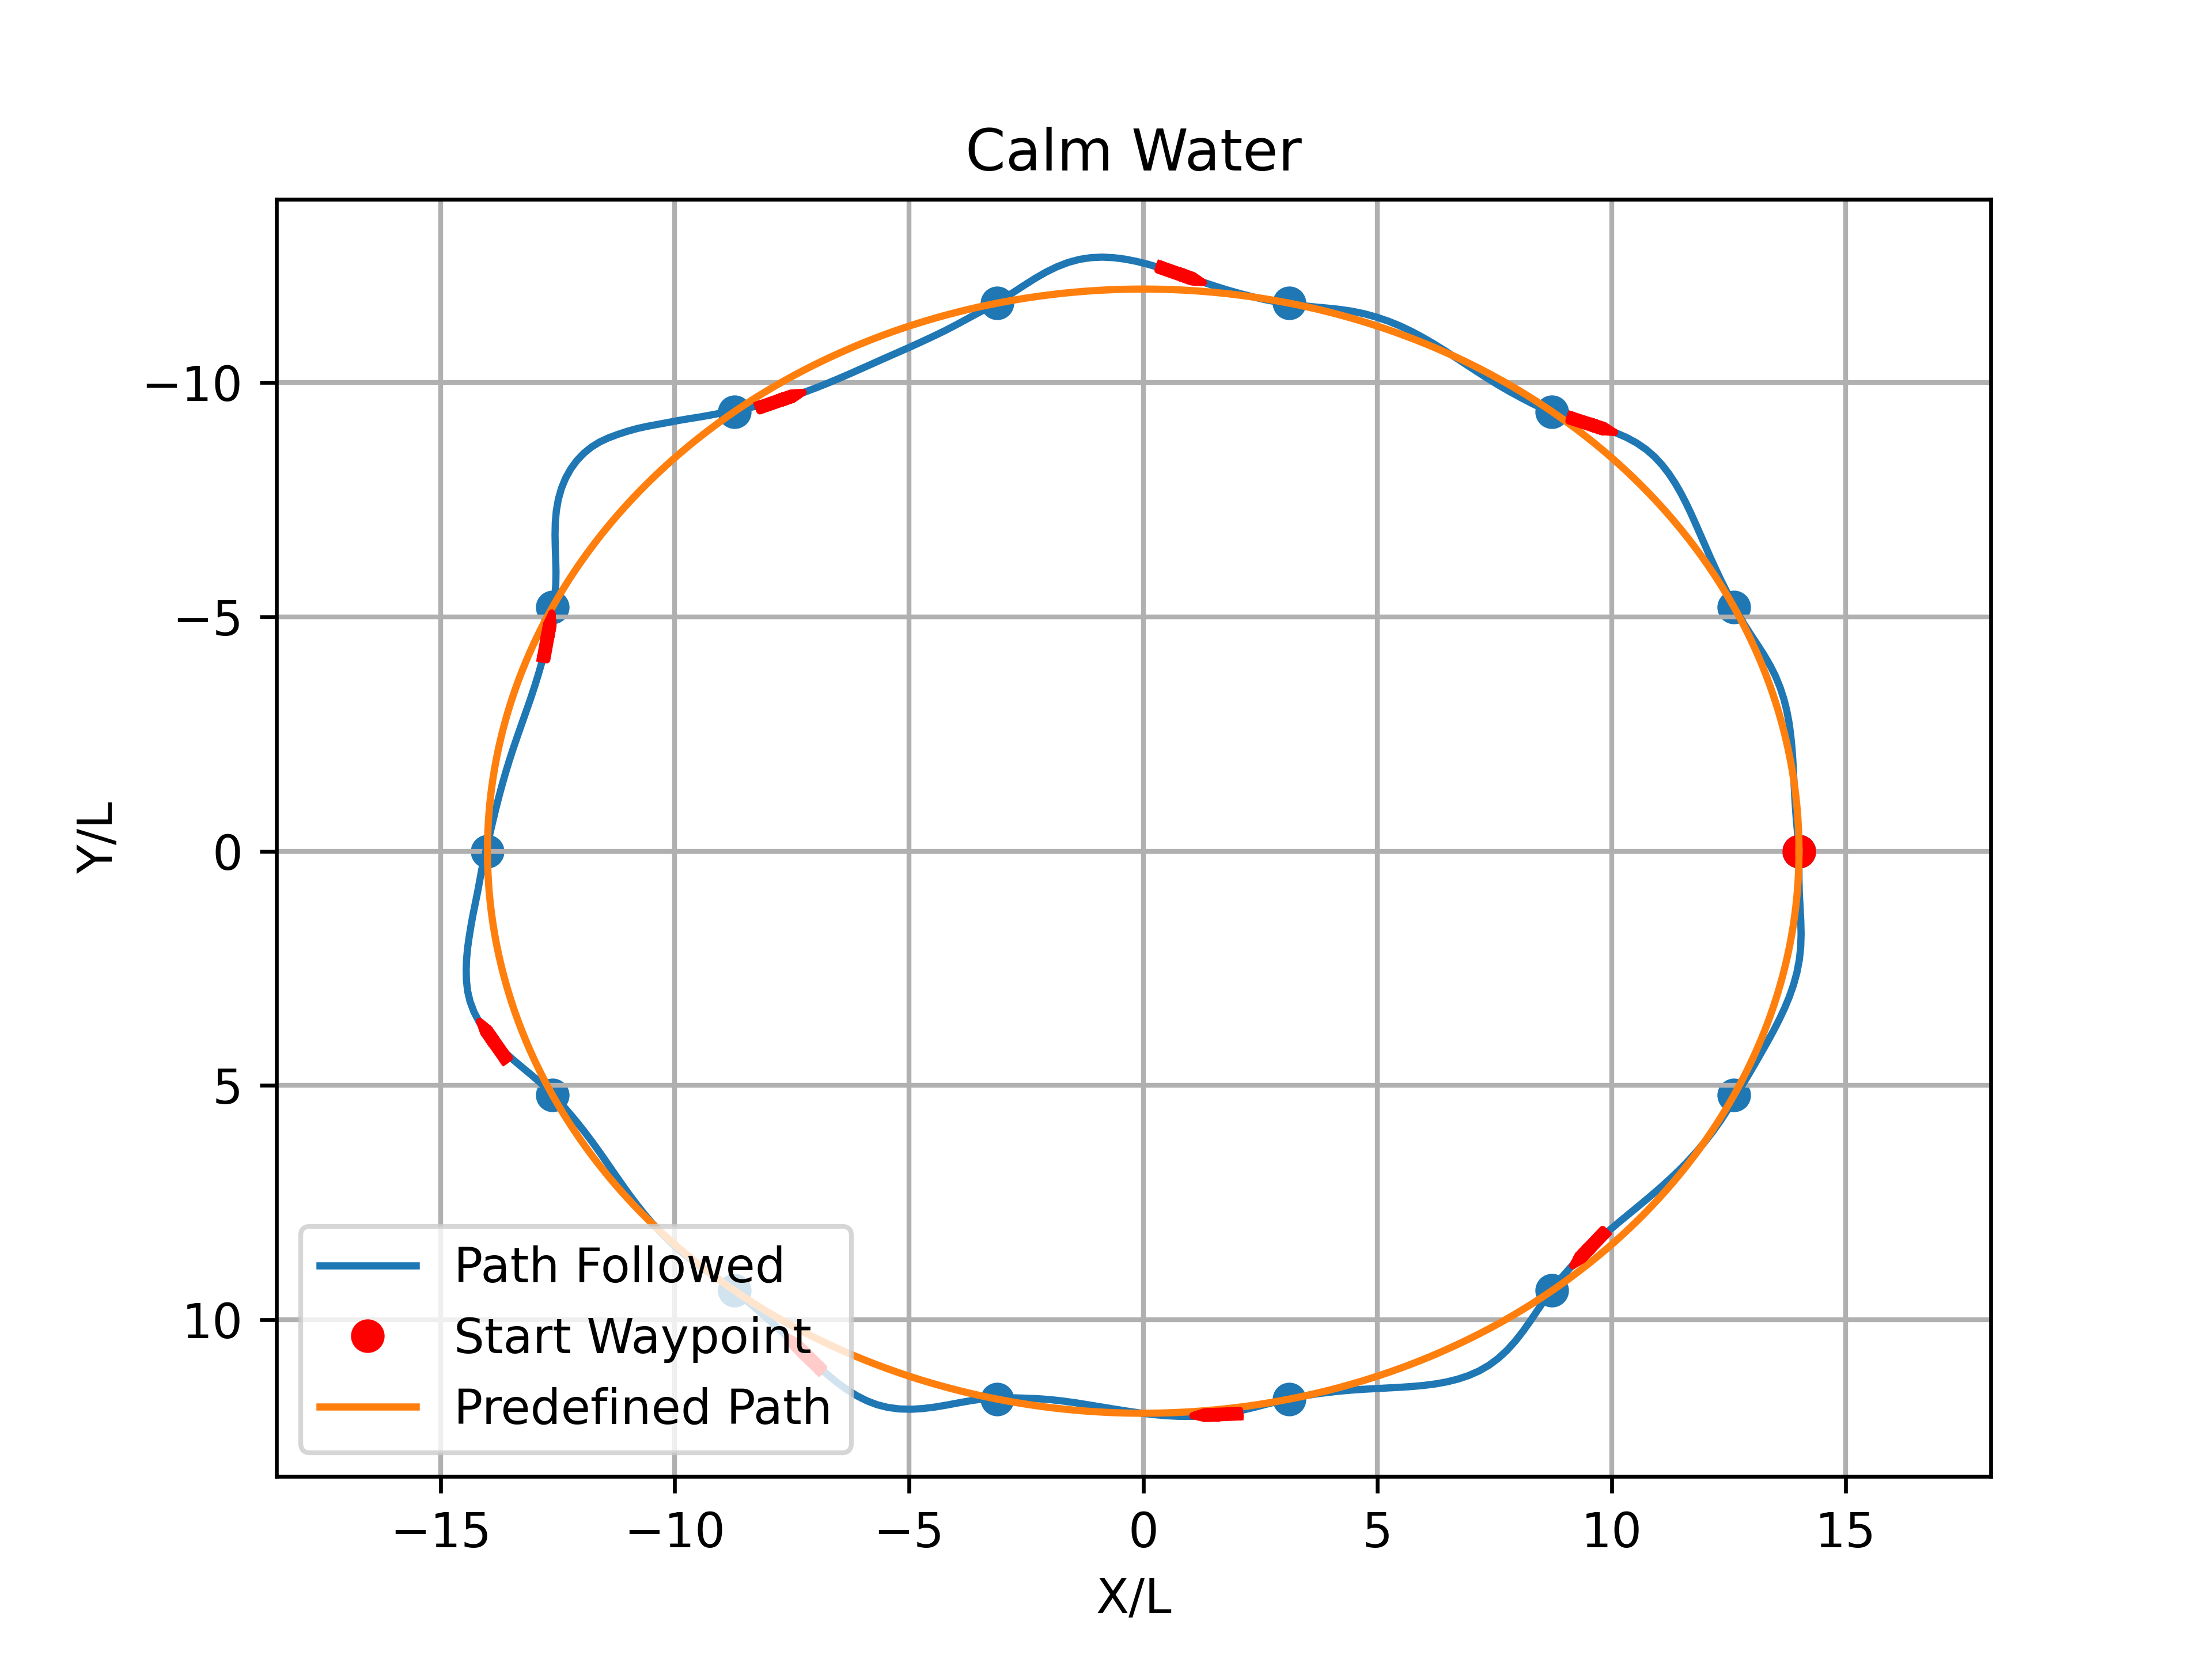 Calm Water
−10
−5
0
5
10
Y/L
Path Followed
Start Waypoint
Predefined Path
−15 −10 −5 0 5 10 15
X/L